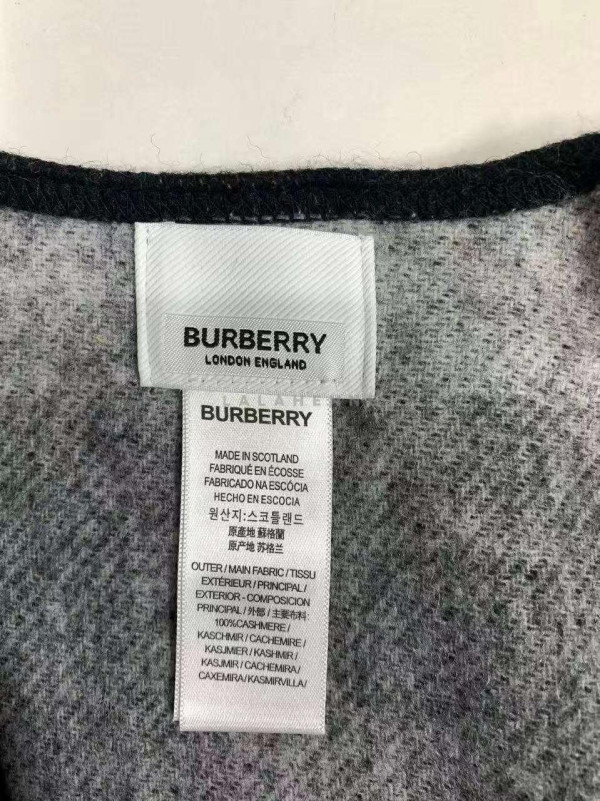 BURBERRY
LONDON ENGLAND
LALAHE
BURBERRY
MADE IN SCOTLAND
FABRIQUÉ EN ÉCOSSE
FABRICADO NA ESCÓCIA
HECHO EN ESCOCIA
원산지:스코틀랜드
原產地 蘇格蘭
原产地 苏格兰
OUTER / MAIN FABRIC / TISSU
EXTÉRIEUR / PRINCIPAL /
EXTERIOR - COMPOSICION
PRINCIPAL / 外部 / 主要布料:
100%CASHMERE /
KASCHMIR / CACHEMIRE /
KASJMIER / KASHMIR /
KASJMIR / CACHEMIRA /
CAXEMIRA / KASMIRVILLA /